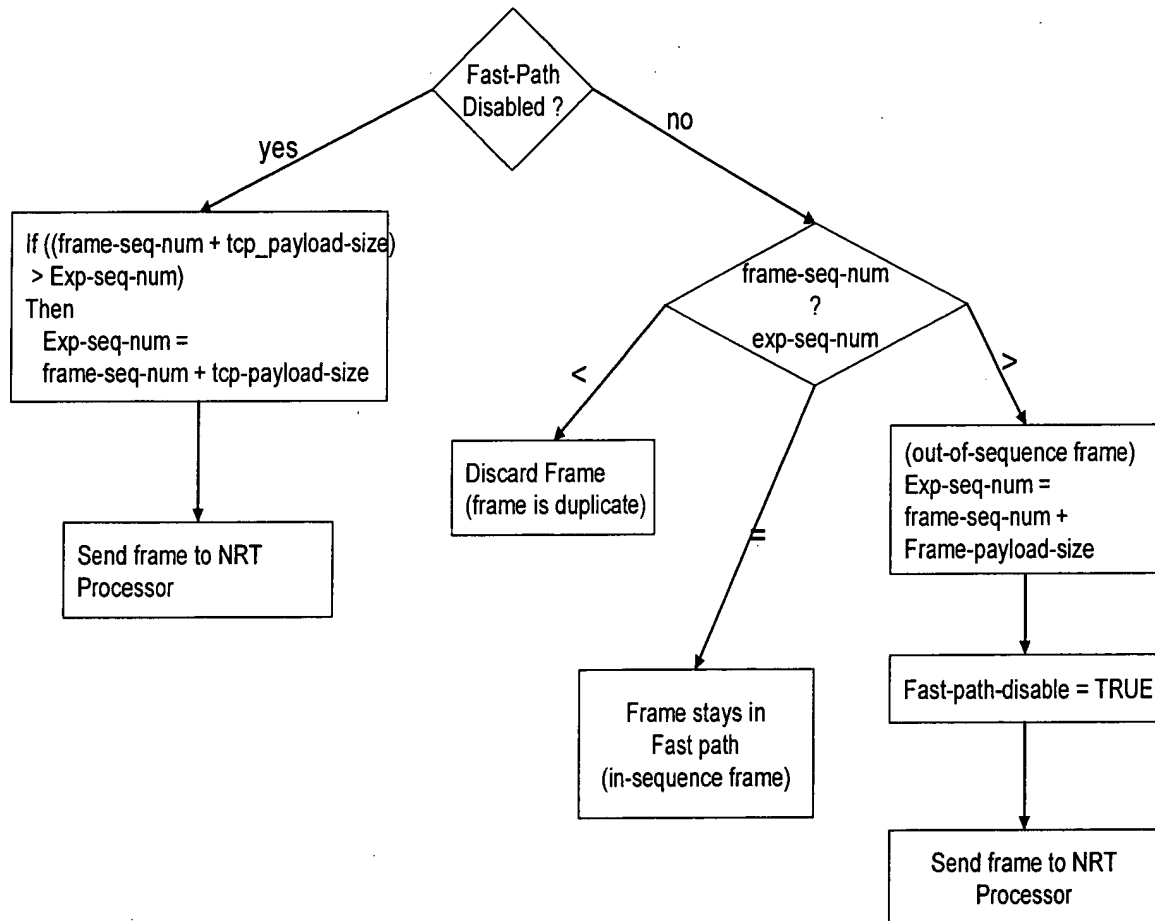 Fast-Path
Disabled ?
yes
no
If ((frame-seq-num + tcp_payload-size)
> Exp-seq-num)
Then
Exp-seq-num =
frame-seq-num + tcp-payload-size
Send frame to NRT
Processor
frame-seq-num
?
exp-seq-num
<
=
>
Discard Frame
(frame is duplicate)
Frame stays in
Fast path
(in-sequence frame)
(out-of-sequence frame)
Exp-seq-num =
frame-seq-num +
Frame-payload-size
Fast-path-disable = TRUE
Send frame to NRT
Processor